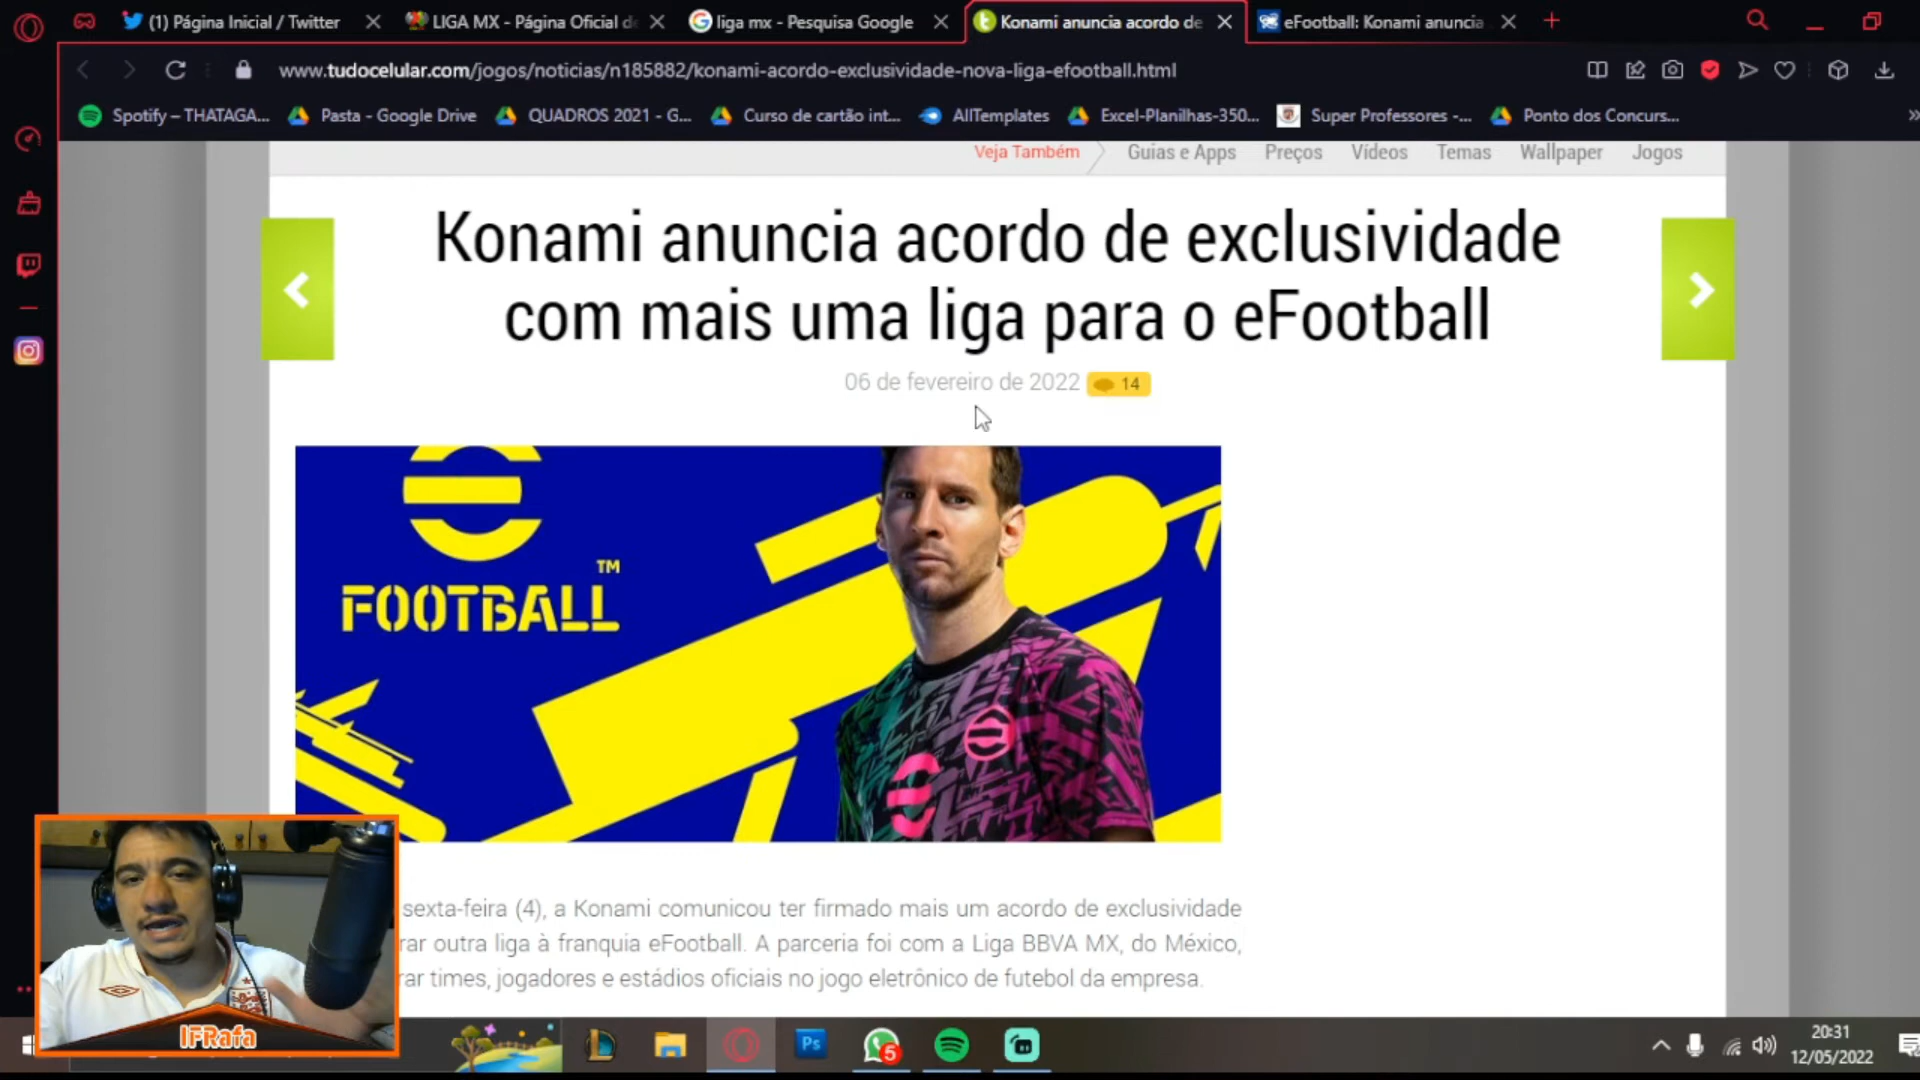 (1) Página Inicial / Twitter
LIGA MX - Página Oficial de
liga mx - Pesquisa Google
Konami anuncia acordo de
eFootball: Konami anuncia
www.tudocelular.com/jogos/noticias/n185882/konami-acordo-exclusividade-nova-liga-efootball.html
Spotify – THATAGA...
Pasta - Google Drive
QUADROS 2021 - G...
Curso de cartão int...
AllTemplates
Excel-Planilhas-350...
Super Professores -...
Ponto dos Concurs...
Veja Também
Guias e Apps
Preços
Vídeos
Temas
Wallpaper
Jogos
Konami anuncia acordo de exclusividade
com mais uma liga para o eFootball
06 de fevereiro de 2022
14
FOOTBALL
TM
sexta-feira (4), a Konami comunicou ter firmado mais um acordo de exclusividade
rar outra liga à franquia eFootball. A parceria foi com a Liga BBVA MX, do México,
rar times, jogadores e estádios oficiais no jogo eletrônico de futebol da empresa.
IFRafa
Ps
5
20:31
12/05/2022